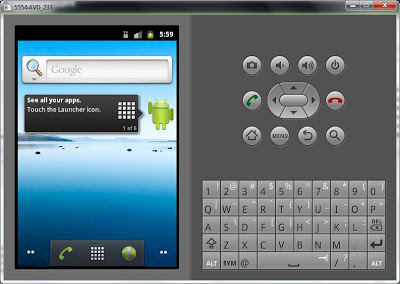 5554:AVD_233
5:59
Google
See all your apps.
Touch the Launcher icon.
1 of 6
MENU
1 ! 2 @ 3 # 4 $ 5 % 6 ^ 7 & 8 * 9 ( 0 )
Q W E R T Y U I O P
A S D F G H J K L DEL
Z X C V B N M .
ALT SYM @ / ? , ALT